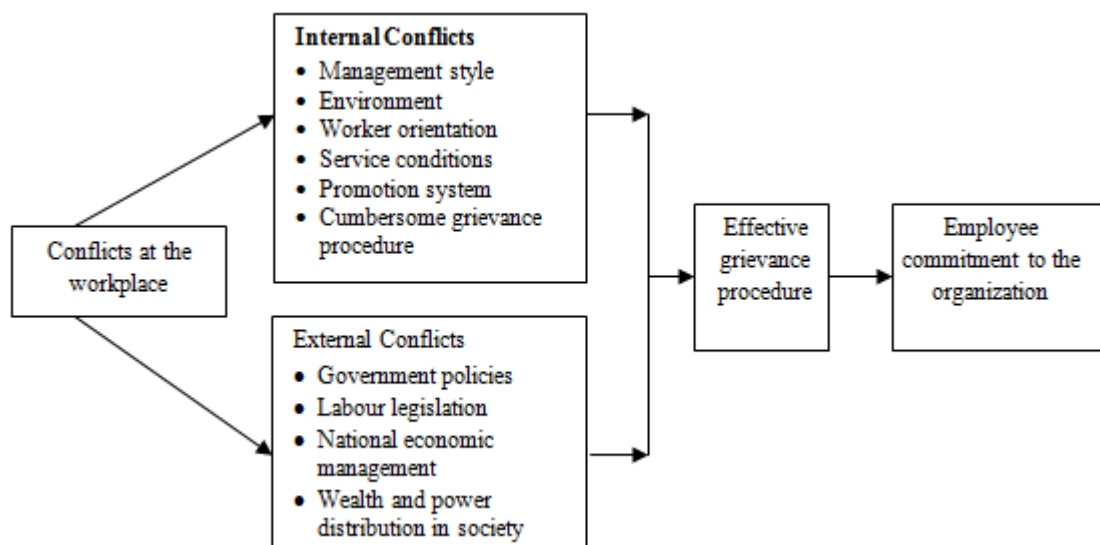 Conflicts at the
workplace
Internal Conflicts
• Management style
• Environment
• Worker orientation
• Service conditions
• Promotion system
• Cumbersome grievance
procedure
External Conflicts
• Government policies
• Labour legislation
• National economic
management
• Wealth and power
distribution in society
Effective
grievance
procedure
Employee
commitment to the
organization